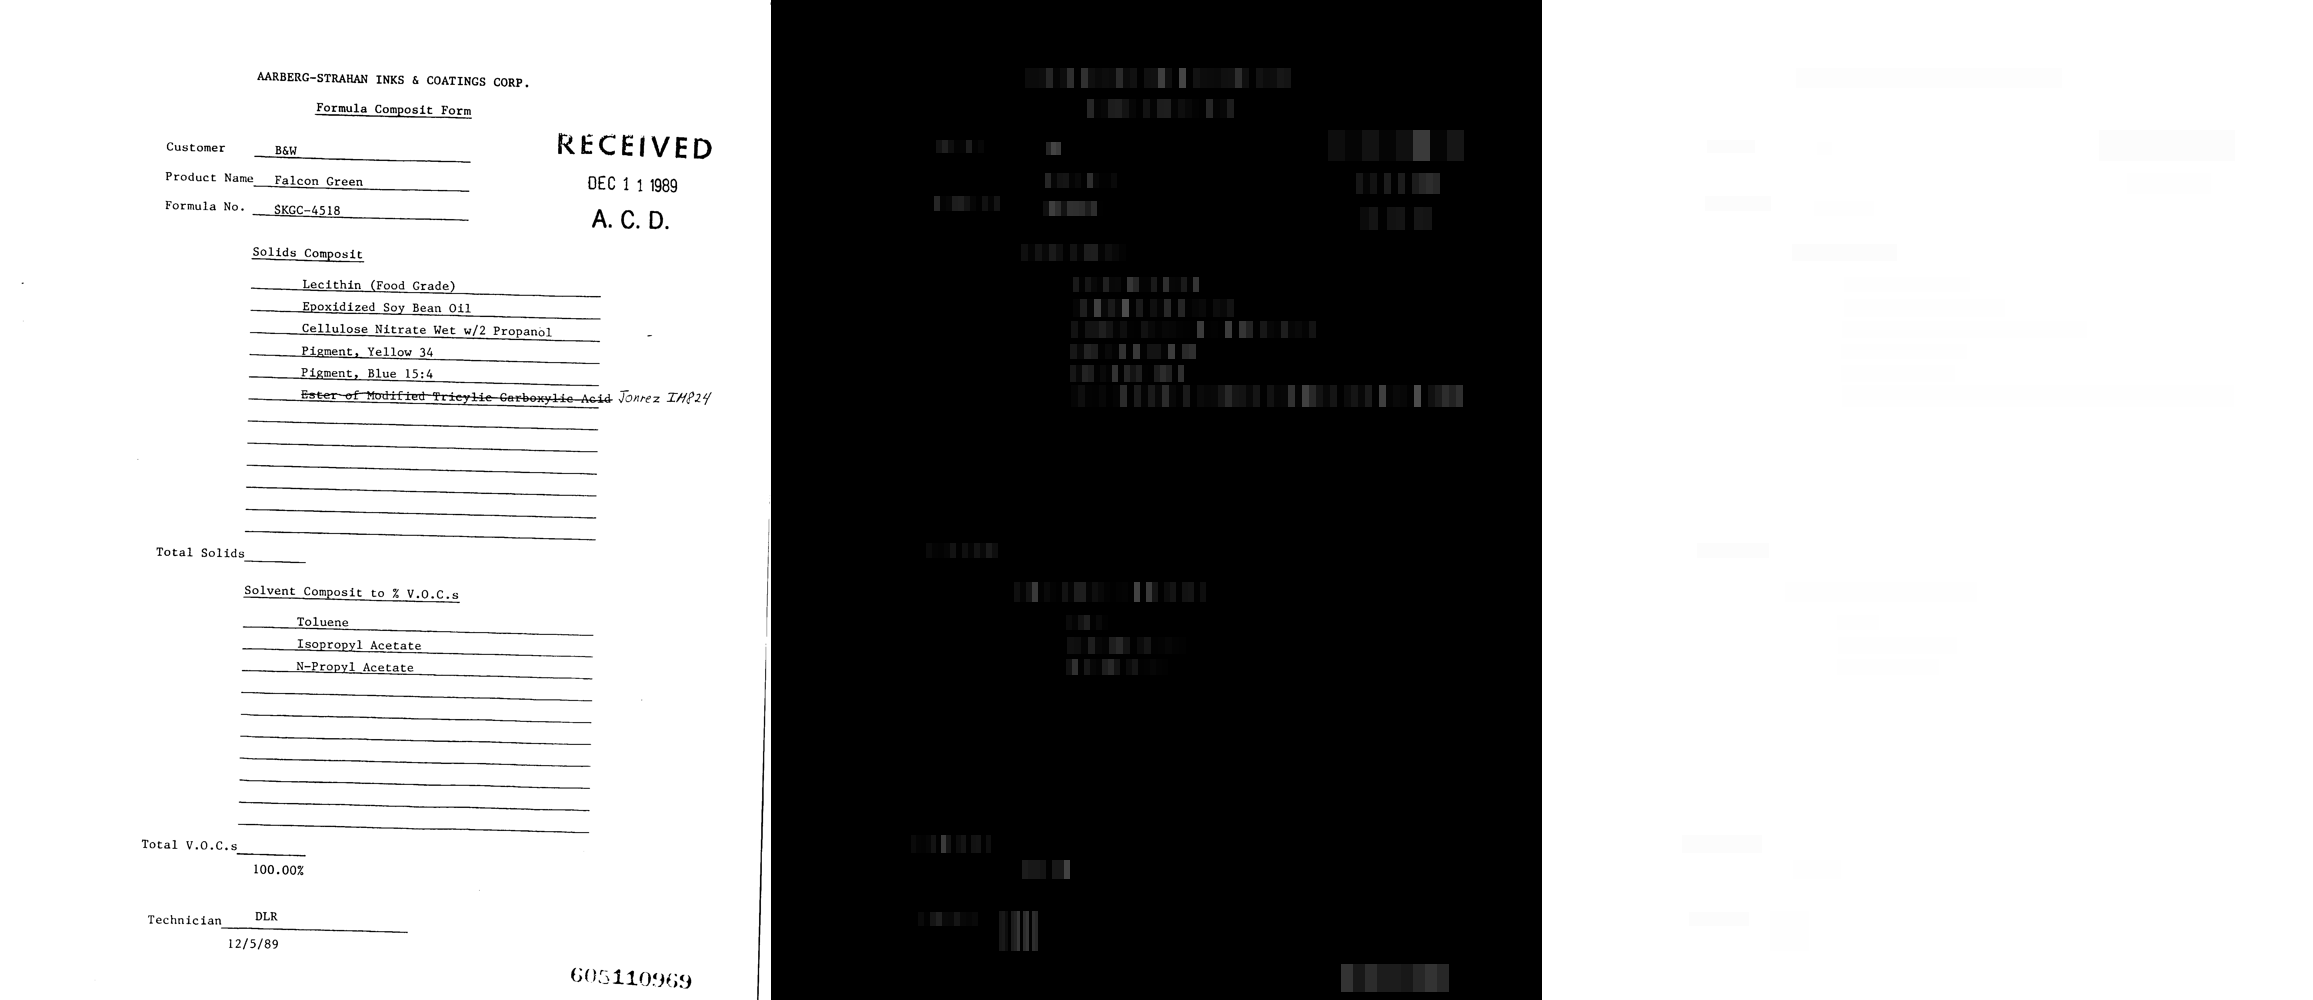 AARBERG-STRAHAN INKS & COATINGS CORP.
Formula Composit Form
Customer B&W
RECEIVED
Product Name Falcon Green
DEC 11 1989
Formula No. SKGC-4518
A. C. D.
Solids Composit
Lecithin (Food Grade)
Epoxidized Soy Bean Oil
Cellulose Nitrate Wet w/2 Propanol
Pigment, Yellow 34
Pigment, Blue 15:4
Ester of Modified Tricylic Carboxylic Acid Jonrez IH824
Total Solids
Solvent Composit to % V.O.C.s
Toluene
Isopropyl Acetate
N-Propyl Acetate
Total V.O.C.s
100.00%
Technician DLR
12/5/89
605110969